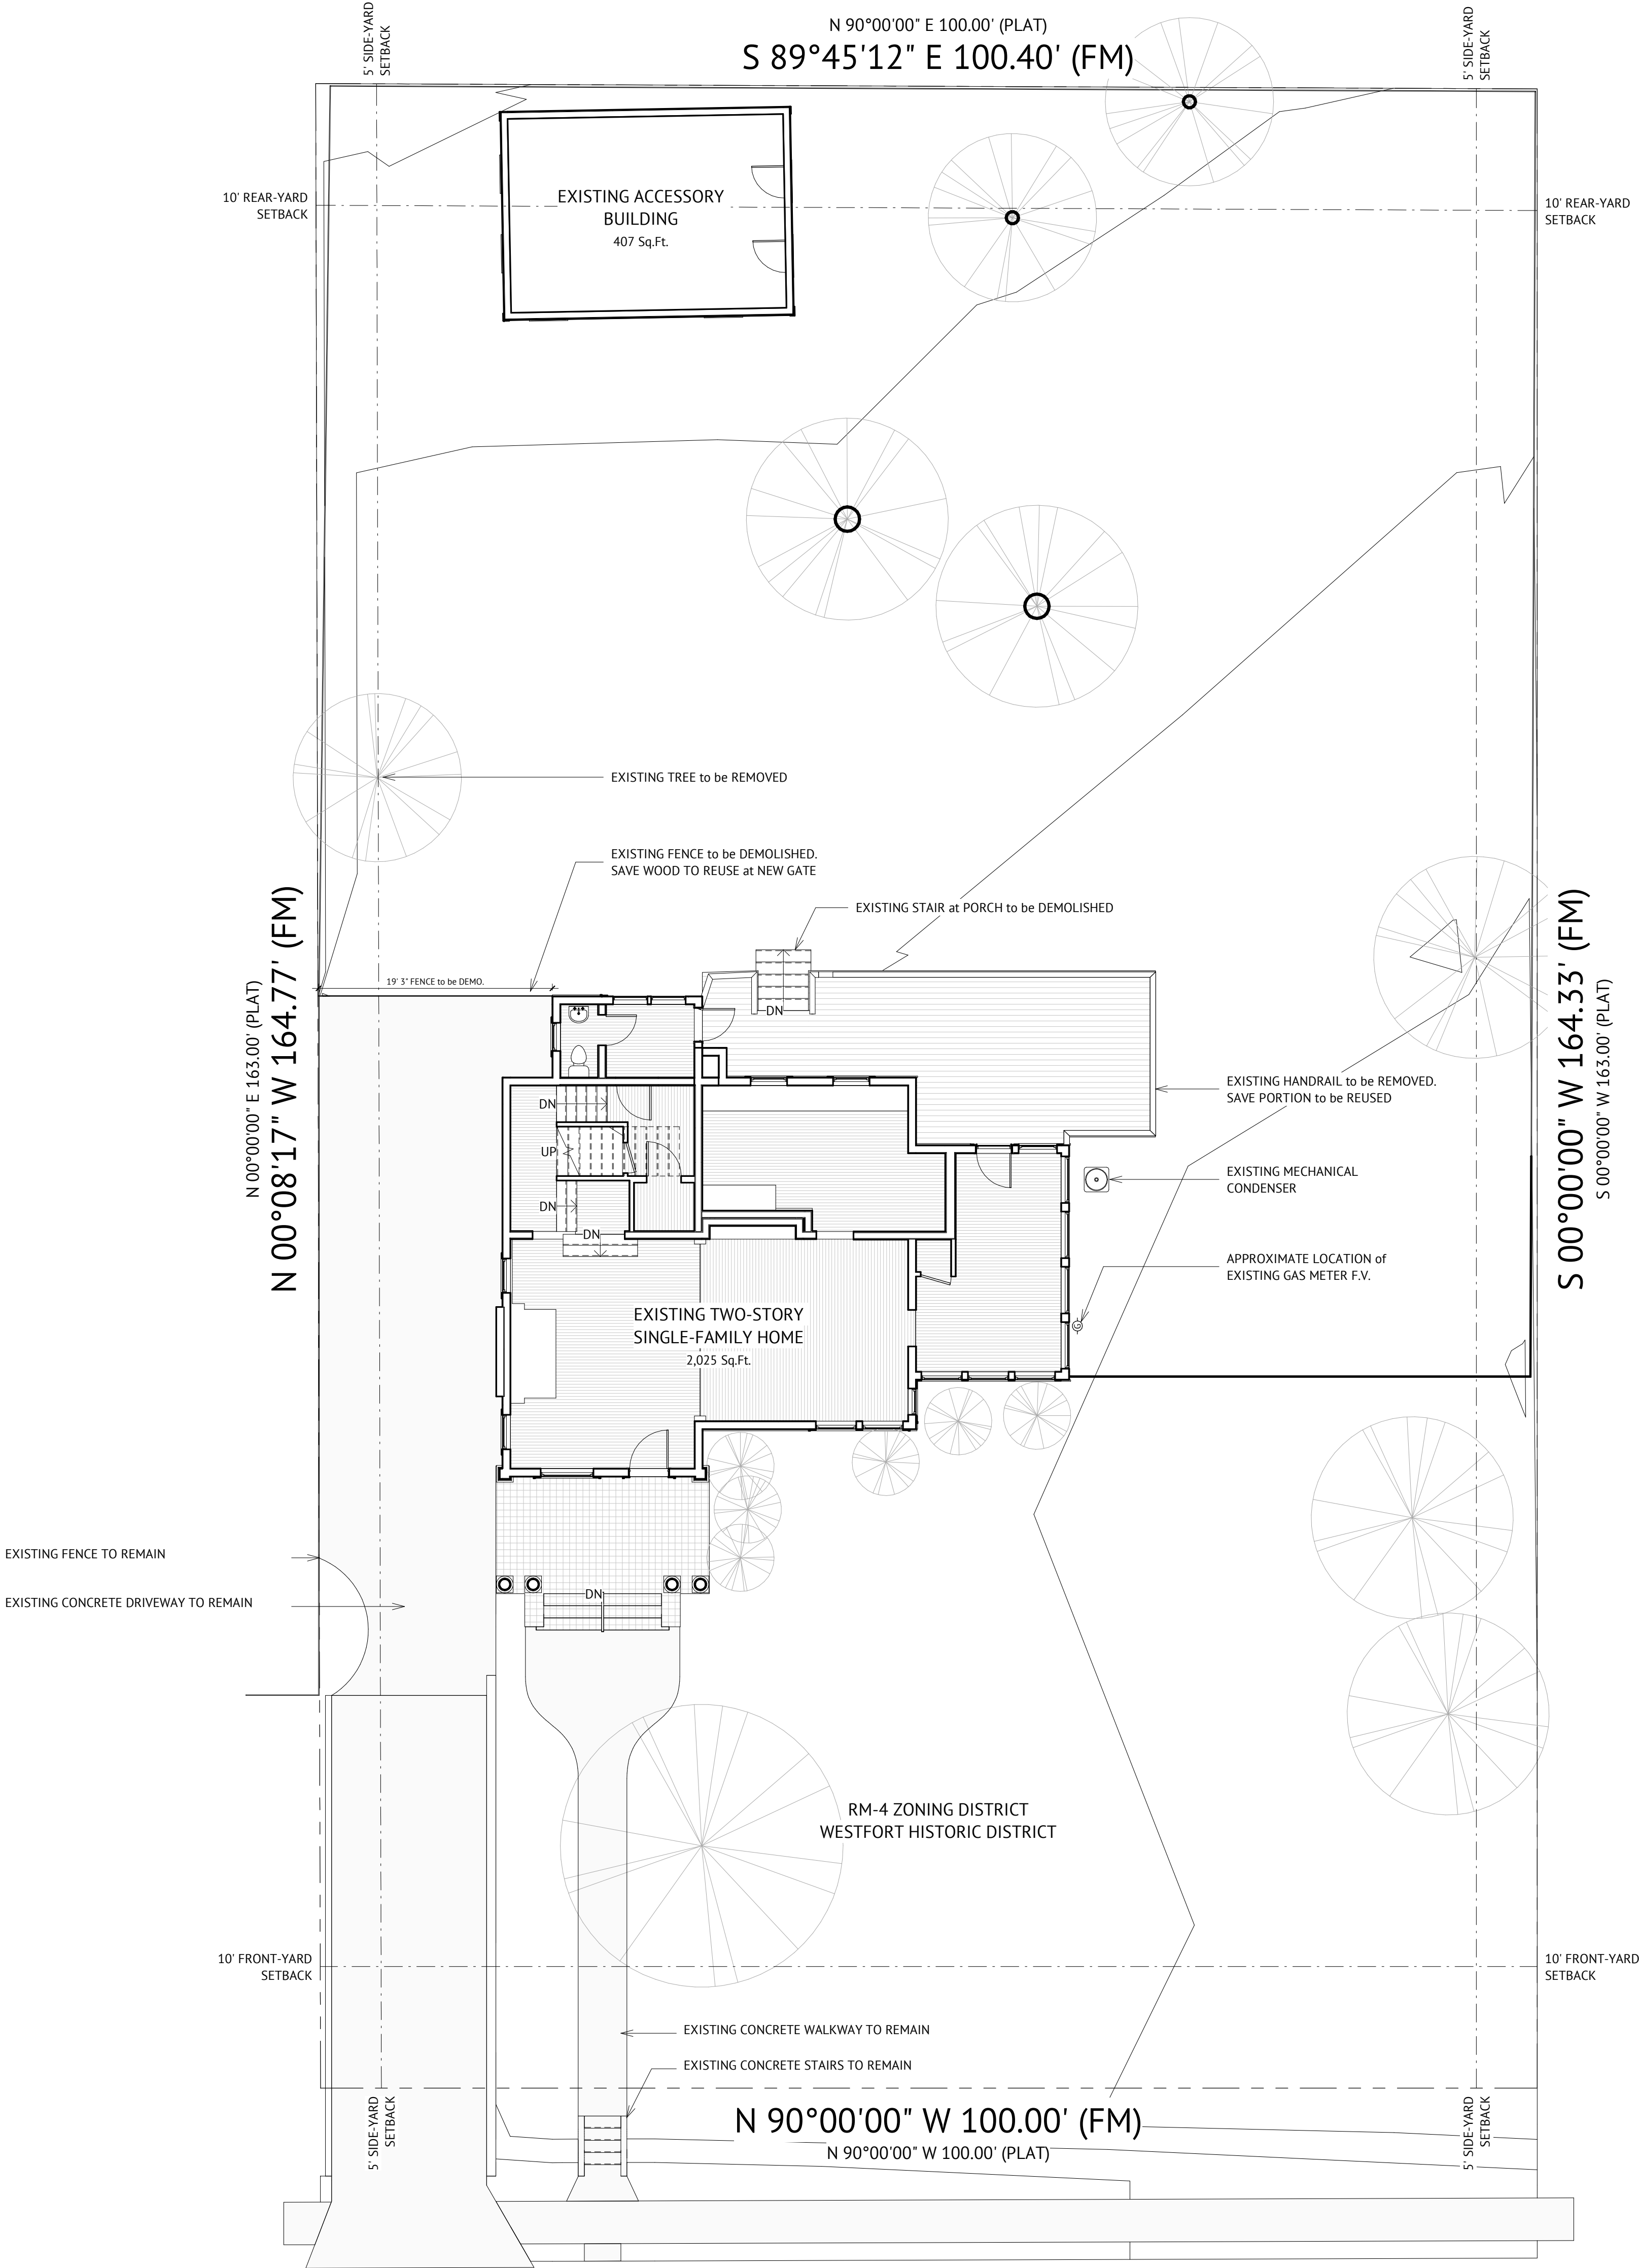 5' SIDE-YARD
SETBACK
N 90°00'00" E 100.00' (PLAT)
S 89°45'12" E 100.40' (FM)
5' SIDE-YARD
SETBACK
10' REAR-YARD
SETBACK
EXISTING ACCESSORY
BUILDING
407 Sq.Ft.
10' REAR-YARD
SETBACK
EXISTING TREE to be REMOVED
EXISTING FENCE to be DEMOLISHED.
SAVE WOOD TO REUSE at NEW GATE
EXISTING STAIR at PORCH to be DEMOLISHED
N 00°00'00" E 163.00' (PLAT)
N 00°08'17" W 164.77' (FM)
S 00°00'00" W 164.33' (FM)
S 00°00'00" W 163.00' (PLAT)
19' 3" FENCE to be DEMO.
DN
EXISTING HANDRAIL to be REMOVED.
SAVE PORTION to be REUSED
DN
UP
DN
DN
EXISTING MECHANICAL
CONDENSER
APPROXIMATE LOCATION of
EXISTING GAS METER F.V.
G
EXISTING TWO-STORY
SINGLE-FAMILY HOME
2,025 Sq.Ft.
EXISTING FENCE TO REMAIN
EXISTING CONCRETE DRIVEWAY TO REMAIN
DN
RM-4 ZONING DISTRICT
WESTFORT HISTORIC DISTRICT
10' FRONT-YARD
SETBACK
10' FRONT-YARD
SETBACK
EXISTING CONCRETE WALKWAY TO REMAIN
EXISTING CONCRETE STAIRS TO REMAIN
5' SIDE-YARD
SETBACK
N 90°00'00" W 100.00' (FM)
N 90°00'00" W 100.00' (PLAT)
5' SIDE-YARD
SETBACK